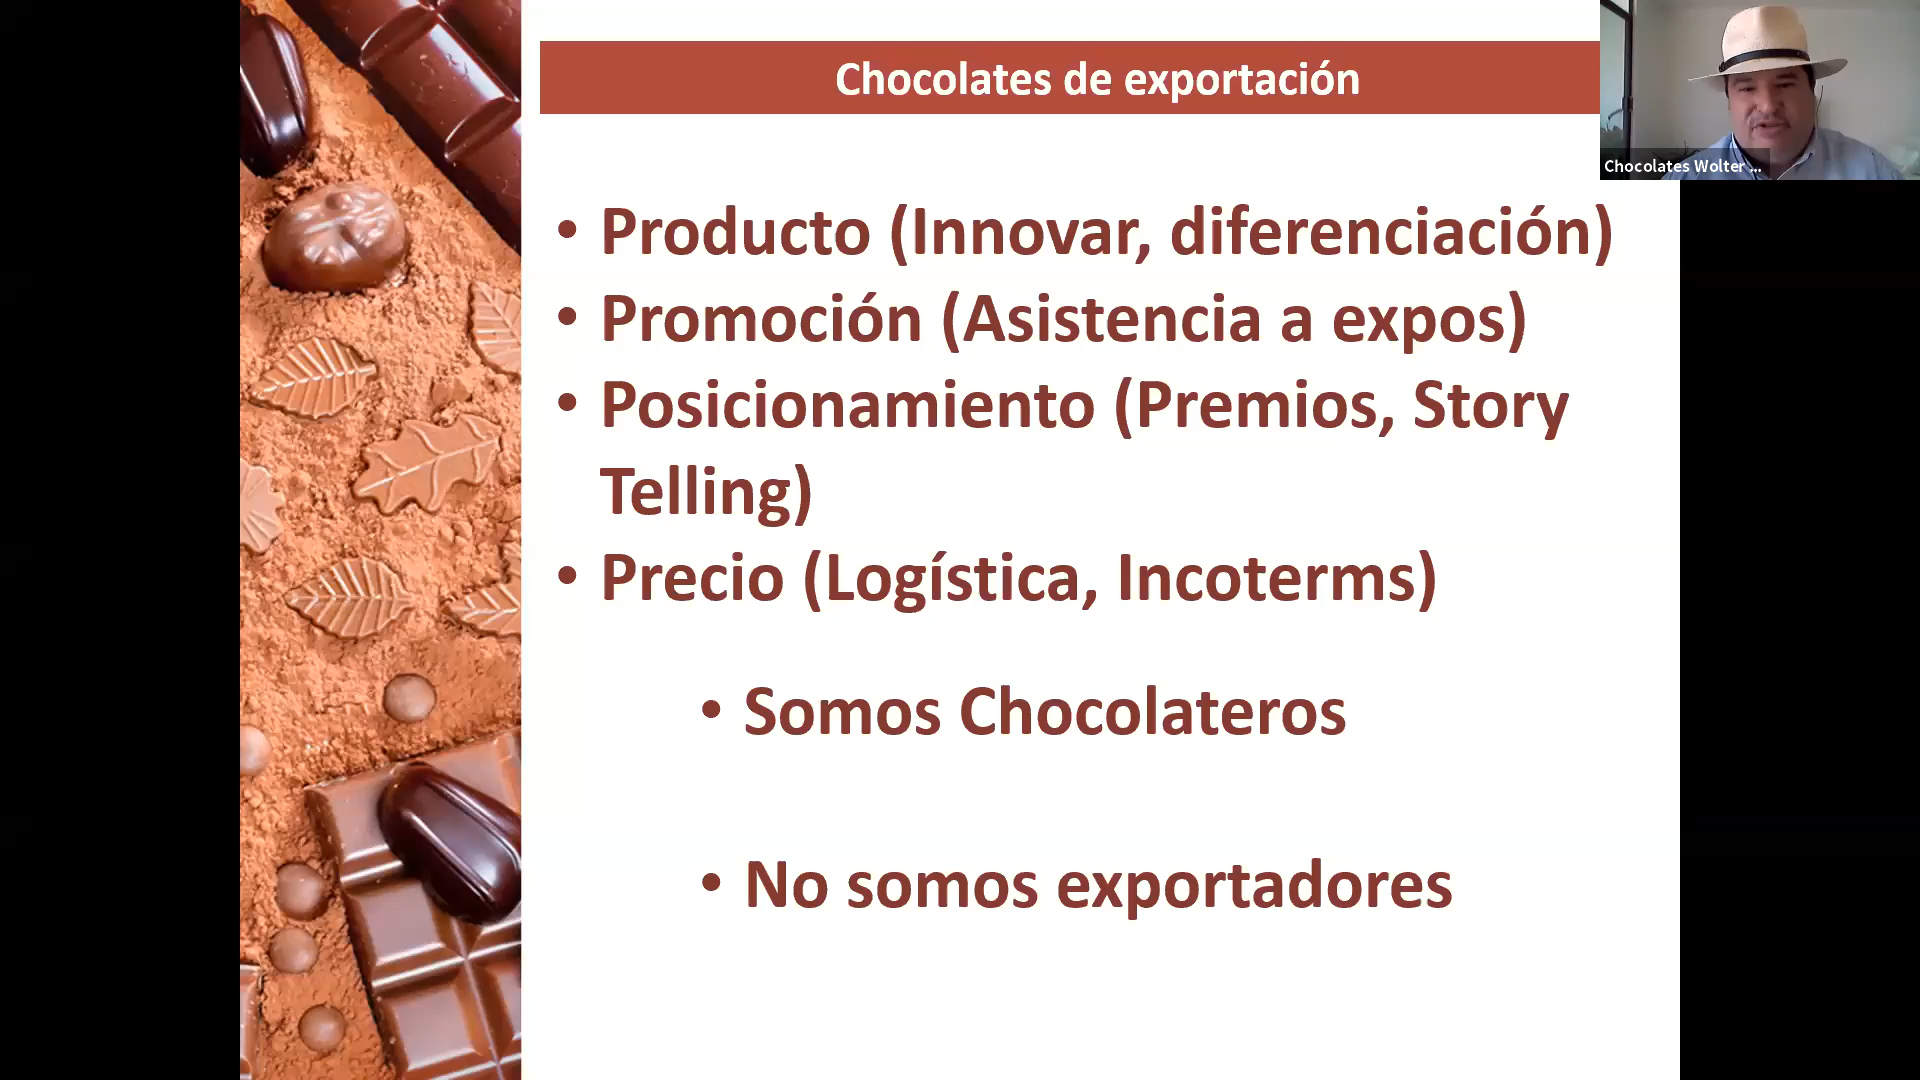 Chocolates de exportación
Chocolates Wolter ...
• Producto (Innovar, diferenciación)
• Promoción (Asistencia a expos)
• Posicionamiento (Premios, Story
Telling)
• Precio (Logística, Incoterms)
• Somos Chocolateros
• No somos exportadores